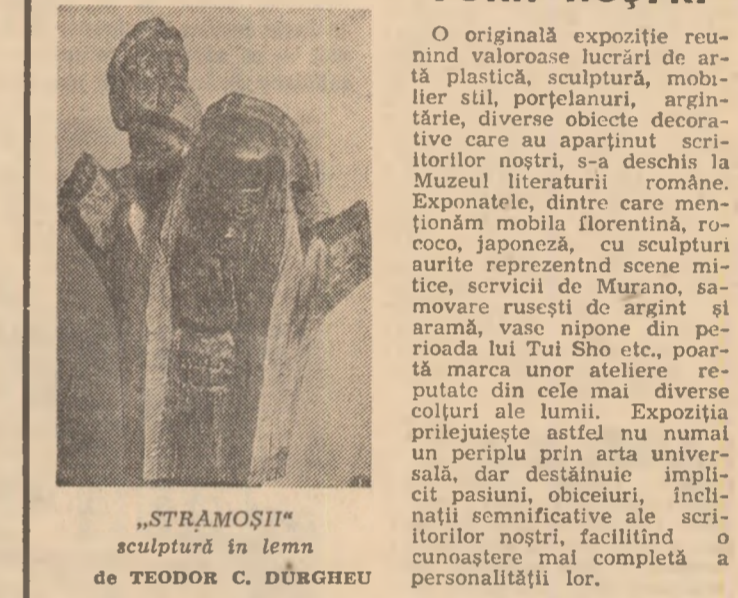 „STRAMOȘII“
sculptură în lemn
de TEODOR C. DURGHEU
O originală expoziție reu-
nind valoroase lucrări de ar-
tă plastică, sculptură, mobi-
lier stil, porțelanuri, argin-
tărie, diverse obiecte decora-
tive care au aparținut scri-
itorilor noștri, s-a deschis la
Muzeul literaturii române.
Exponatele, dintre care men-
ționăm mobila florentină, ro-
coco, japoneză, cu sculpturi
aurite reprezentnd scene mi-
tice, servicii de Murano, sa-
movare rusești de argint și
aramă, vase nipone din pe-
rioada lui Tui Sho etc., poar-
tă marca unor ateliere re-
putate din cele mai diverse
colțuri ale lumii. Expoziția
prilejuiește astfel nu numai
un periplu prin arta univer-
sală, dar destăinuie impli-
cit pasiuni, obiceiuri, încli-
nații semnificative ale scri-
itorilor noștri, facilitînd o
cunoaștere mai completă a
personalității lor.